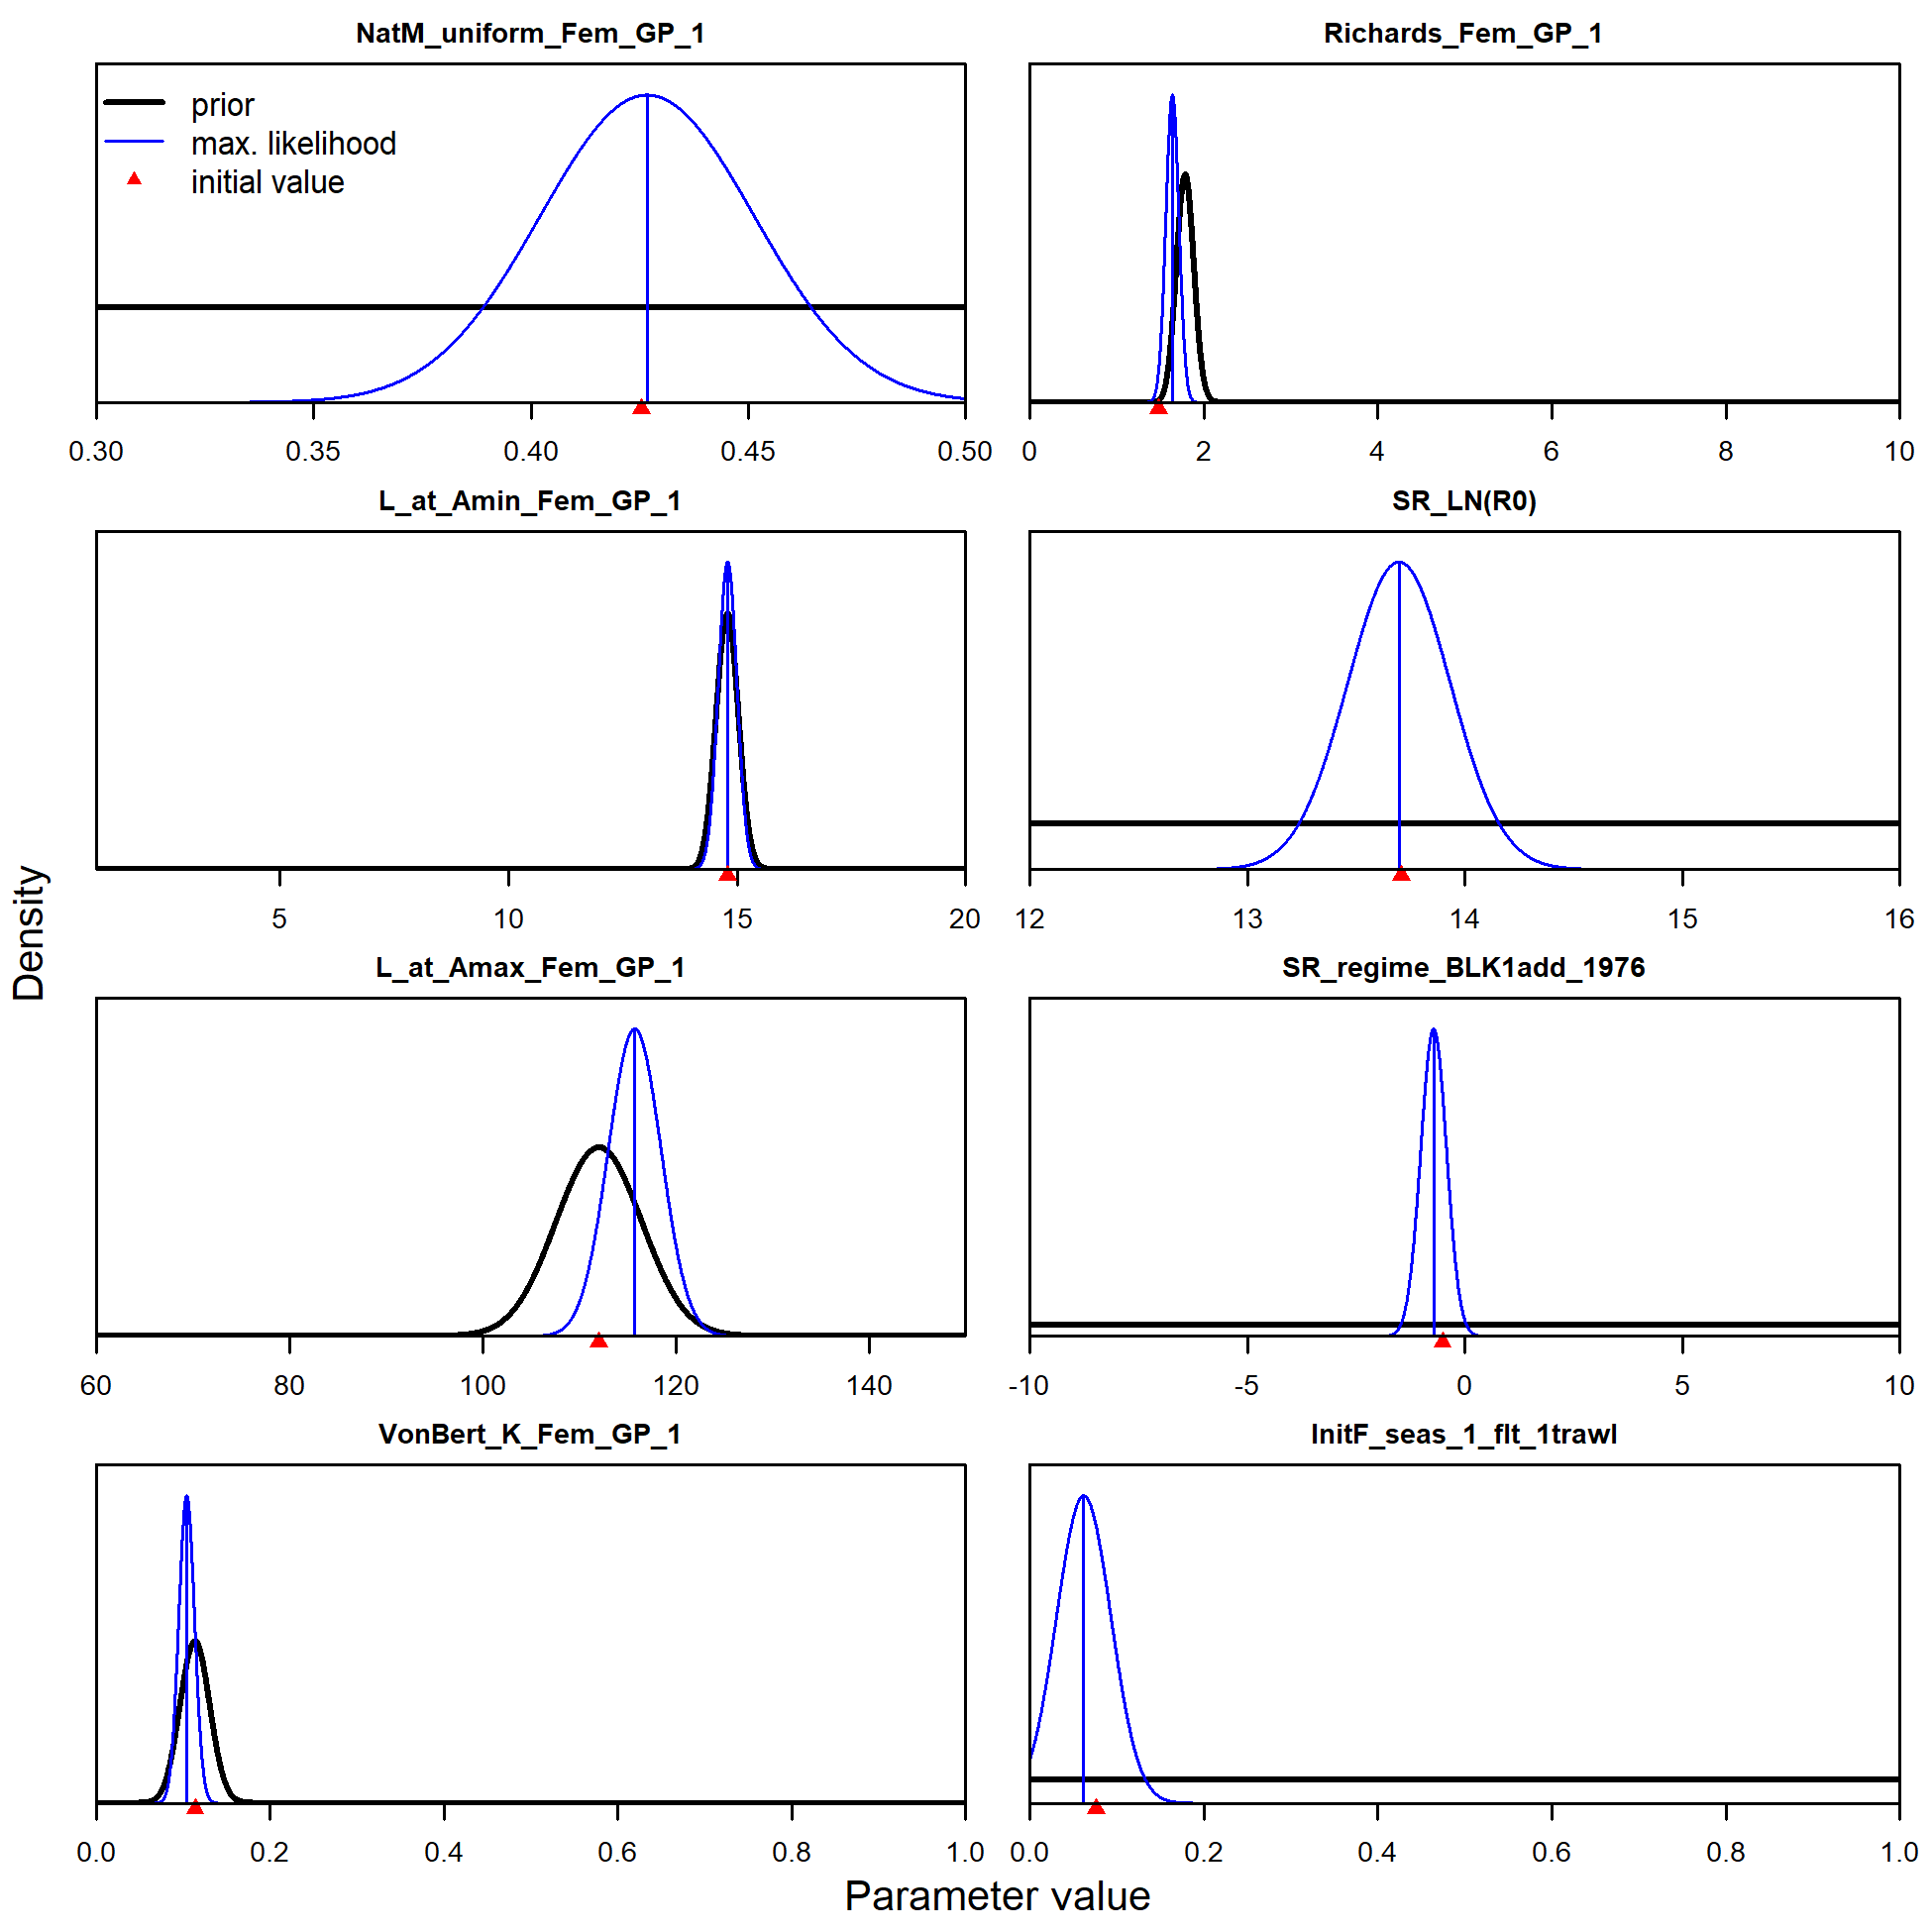 NatM_uniform_Fem_GP_1
prior
max. likelihood
initial value
0.30 0.35 0.40 0.45 0.50
Richards_Fem_GP_1
0 2 4 6 8 10
L_at_Amin_Fem_GP_1
5 10 15 20
SR_LN(R0)
12 13 14 15 16
L_at_Amax_Fem_GP_1
60 80 100 120 140
SR_regime_BLK1add_1976
-10 -5 0 5 10
VonBert_K_Fem_GP_1
0.0 0.2 0.4 0.6 0.8 1.0
InitF_seas_1_flt_1trawl
0.0 0.2 0.4 0.6 0.8 1.0
Density
Parameter value